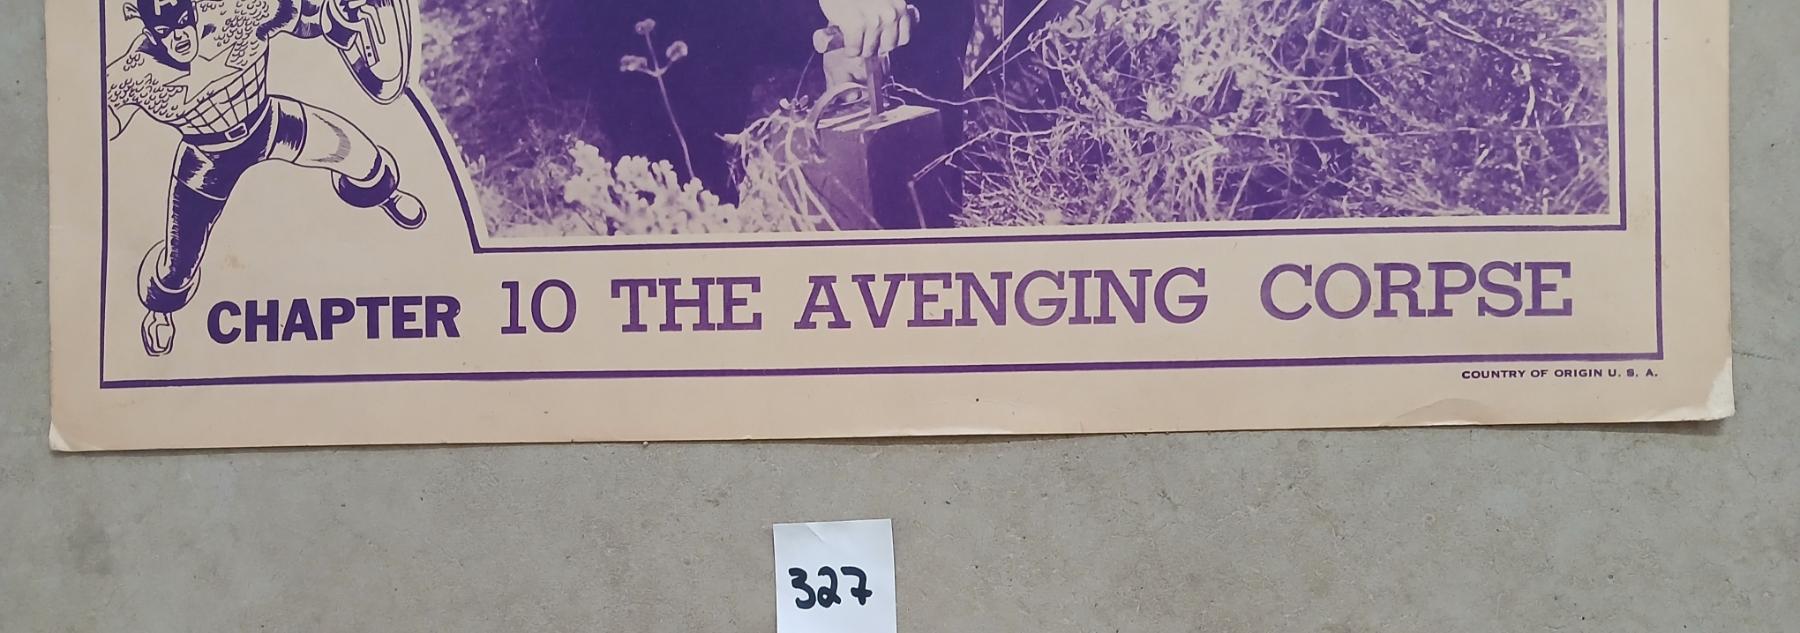 A
CHAPTER 10 THE AVENGING CORPSE
COUNTRY OF ORIGIN U. S. A.
327